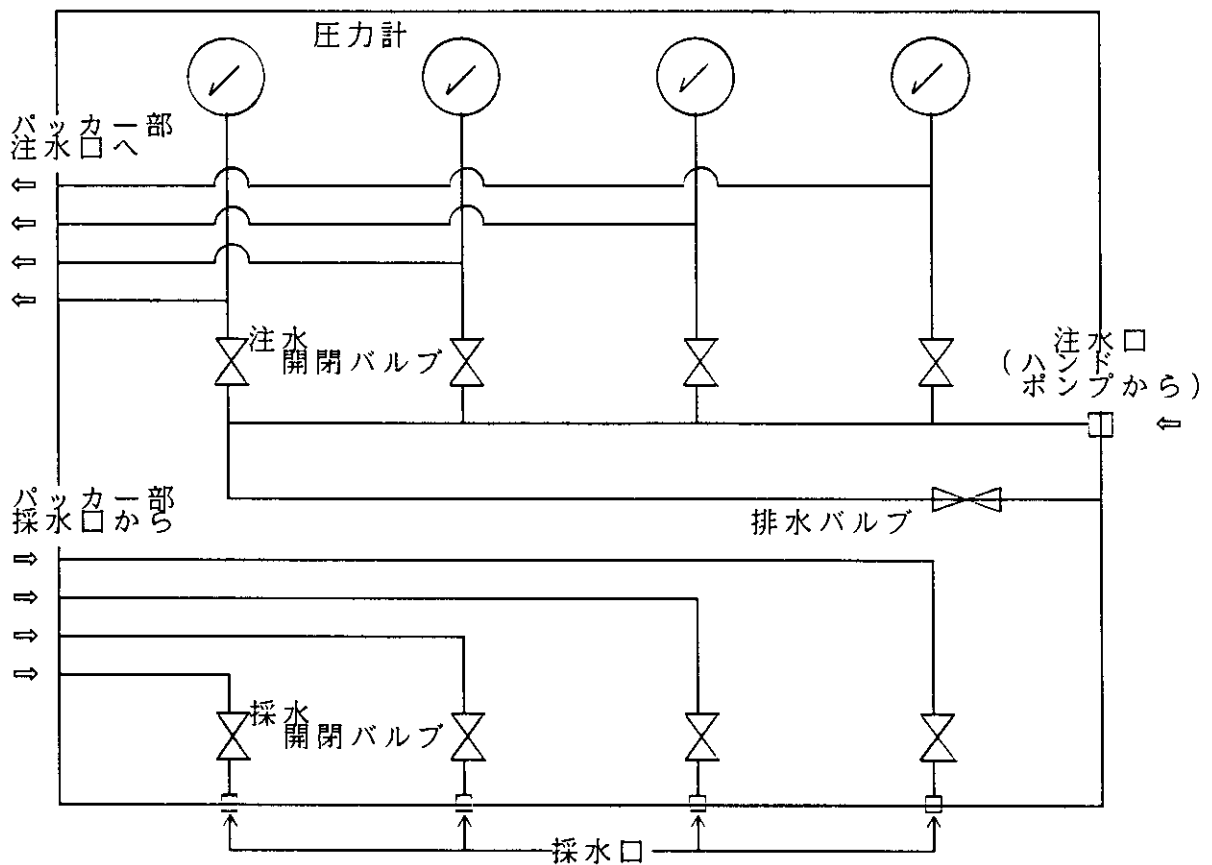 圧力計
パッカー部
注水口へ
注水
開閉バルブ
注水口
(ハンド
ポンプから)
パッカー部
採水口から
排水バルブ
採水
開閉バルブ
採水口